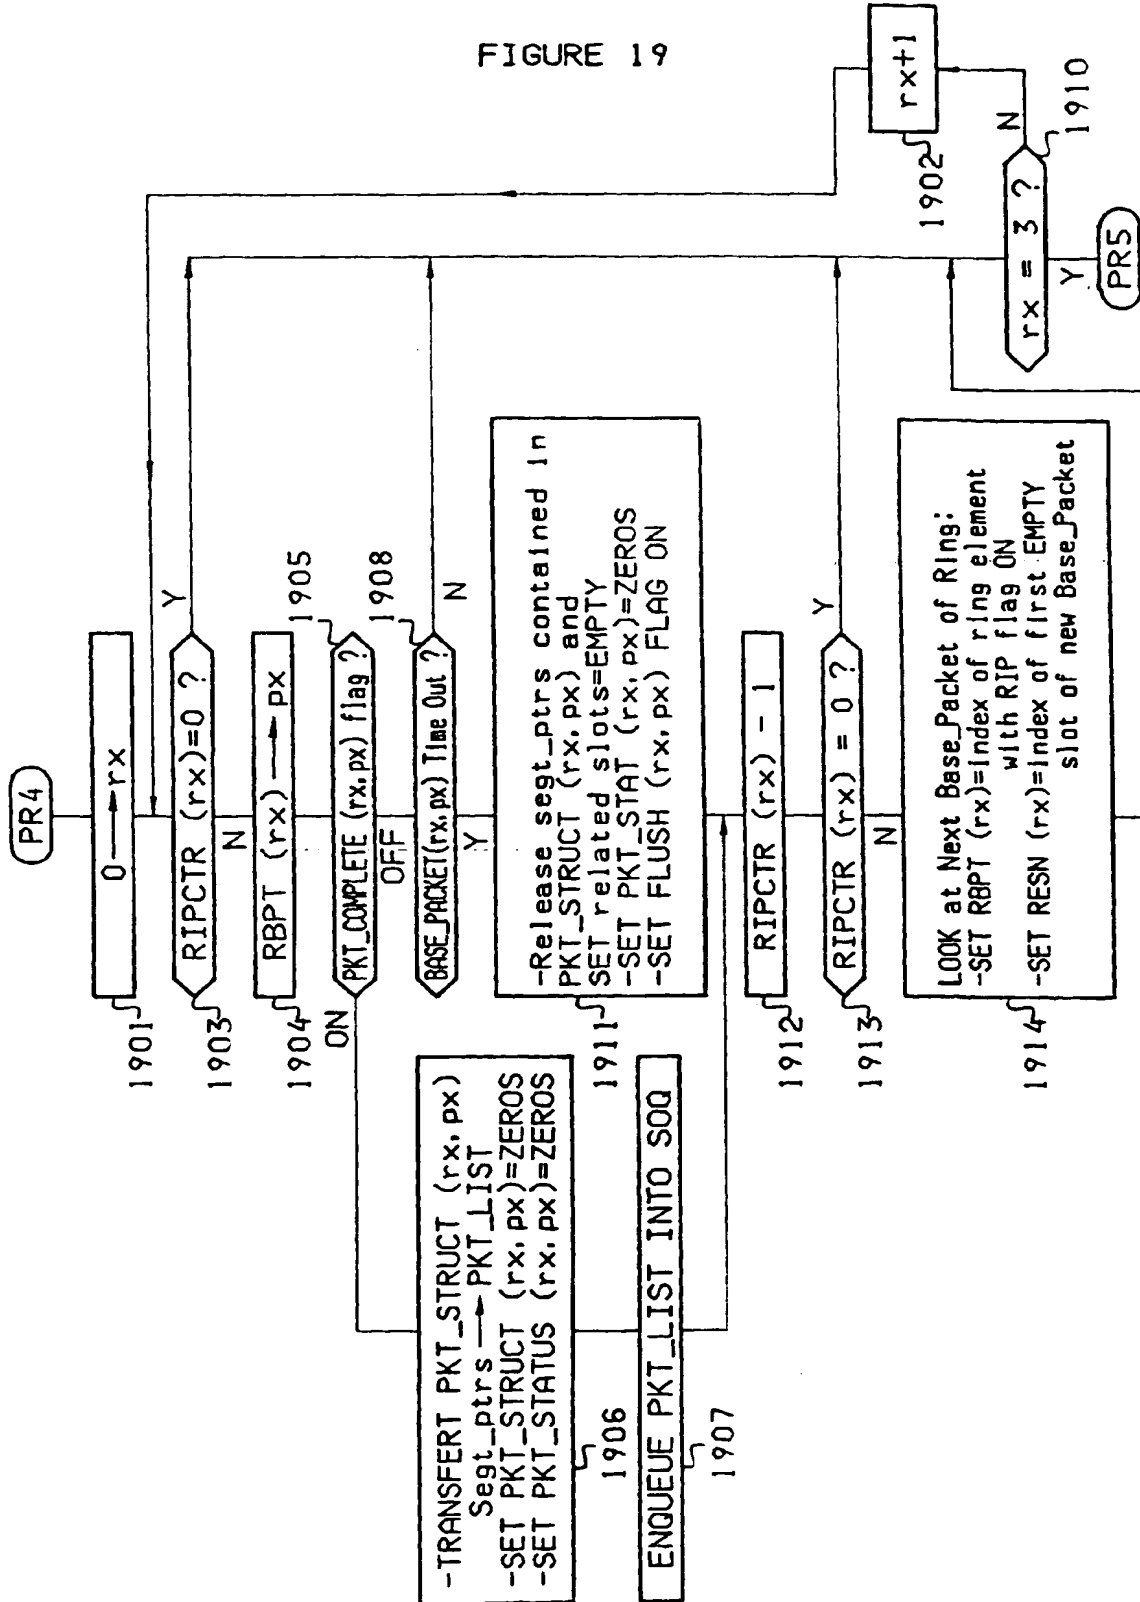 FIGURE 19
PR4
0 → rx
1901
RIPCTR (rx)=0 ?
Y
N
1903
RBPT (rx) → px
1904
PKT_COMPLETE (rx,px) flag ?
1905
ON
OFF
BASE_PACKET(rx,px) Time Out ?
1908
N
Y
-TRANSFERT PKT_STRUCT (rx,px)
Segt_ptrs → PKT_LIST
-SET PKT_STRUCT (rx,px)=ZEROS
-SET PKT_STATUS (rx,px)=ZEROS
1906
ENQUEUE PKT_LIST INTO SOQ
1907
-Release segt_ptrs contained in
PKT_STRUCT (rx,px) and
SET related slots=EMPTY
-SET PKT_STAT (rx,px)=ZEROS
-SET FLUSH (rx,px) FLAG ON
1911
RIPCTR (rx) - 1
1912
RIPCTR (rx) = 0 ?
Y
N
1913
LOOK at Next Base_Packet of Ring:
-SET RBPT (rx)=index of ring element
with RIP flag ON
-SET RESN (rx)=index of first EMPTY
slot of new Base_Packet
1914
rx+1
1902
N
rx = 3 ?
1910
Y
PR5